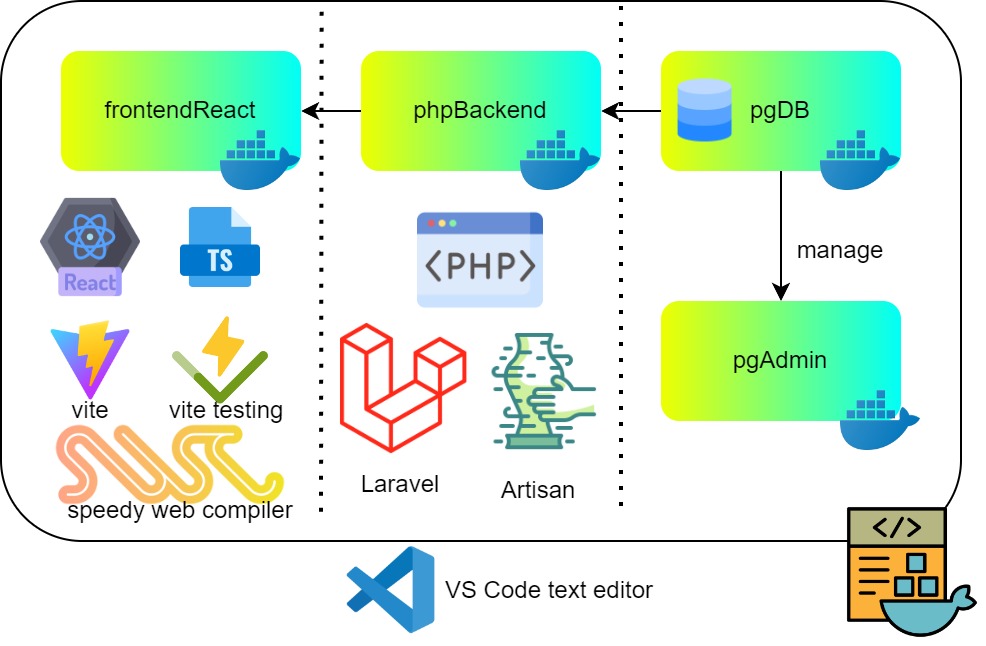 frontendReact
phpBackend
pgDB
React
TS
<PHP>
manage
vite
vite testing
pgAdmin
speedy web compiler
Laravel
Artisan
</>
VS Code text editor